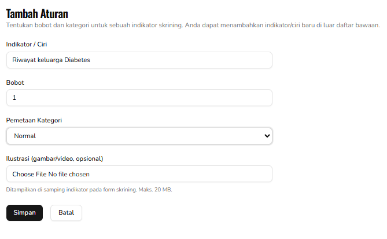 Tambah Aturan
Tentukan bobot dan kategori untuk sebuah indikator skrining. Anda dapat menambahkan indikator/ciri baru di luar daftar bawaan.
Indikator / Ciri
Riwayat keluarga Diabetes
Bobot
1
Pemetaan Kategori
Normal
Ilustrasi (gambar/video, opsional)
Choose File No file chosen
Ditampilkan di samping indikator pada form skrining. Maks. 20 MB.
Simpan Batal